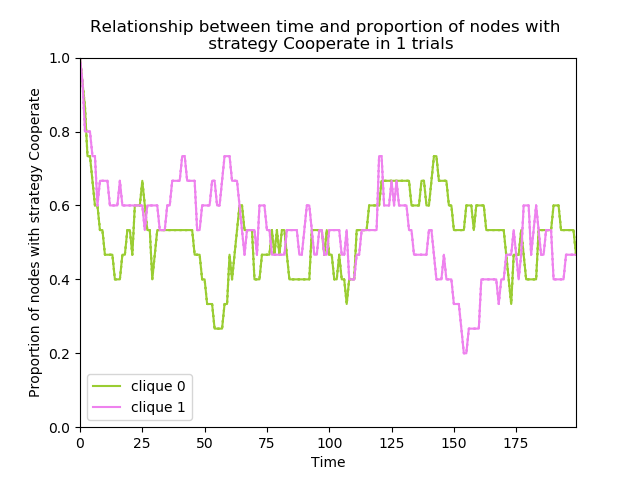 Relationship between time and proportion of nodes with
strategy Cooperate in 1 trials
Proportion of nodes with strategy Cooperate
1.0
0.8
0.6
0.4
0.2
0.0
clique 0
clique 1
0 25 50 75 100 125 150 175
Time